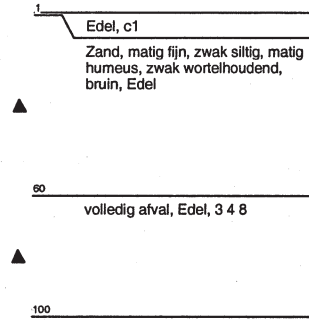 1
Edel, c1
Zand, matig fijn, zwak siltig, matig
humeus, zwak wortelhoudend,
bruin, Edel
60
volledig afval, Edel, 3 4 8
100